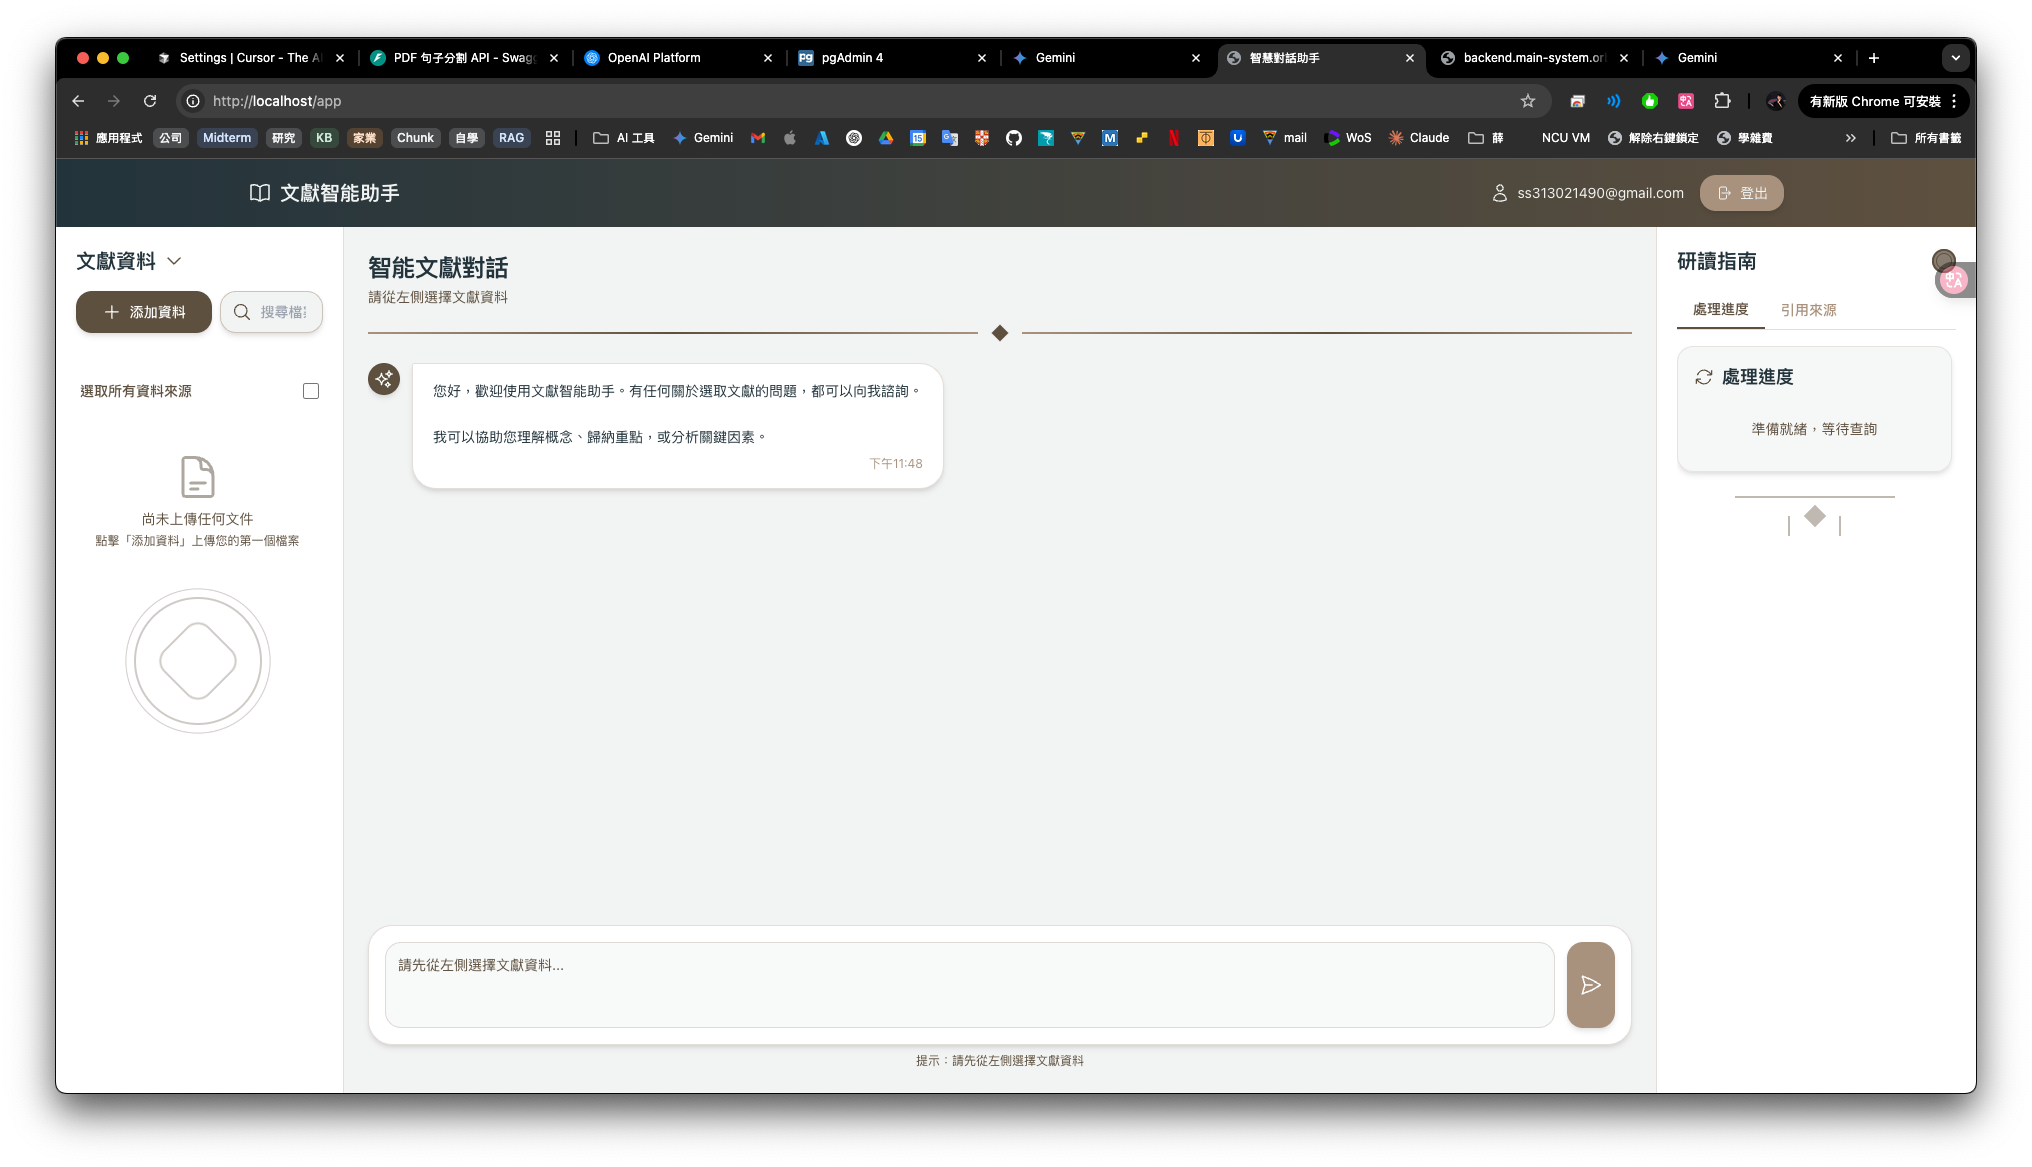 Settings | Cursor - The A
PDF 句子分割 API - Swag
OpenAI Platform
pgAdmin 4
Gemini
智慧對話助手
backend.main-system.or
Gemini
http://localhost/app
有新版 Chrome 可安裝
應用程式
公司
Midterm
研究
KB
家業
Chunk
自學
RAG
AI 工具
Gemini
mail
WoS
Claude
薛
NCU VM
解除右鍵鎖定
學雜費
所有書籤
文獻智能助手
ss313021490@gmail.com
登出
文獻資料
添加資料
搜尋檔
選取所有資料來源
尚未上傳任何文件
點擊「添加資料」上傳您的第一個檔案
智能文獻對話
請從左側選擇文獻資料
您好，歡迎使用文獻智能助手。有任何關於選取文獻的問題，都可以向我諮詢。
我可以協助您理解概念、歸納重點，或分析關鍵因素。
下午11:48
請先從左側選擇文獻資料...
提示：請先從左側選擇文獻資料
研讀指南
處理進度
引用來源
處理進度
準備就緒，等待查詢